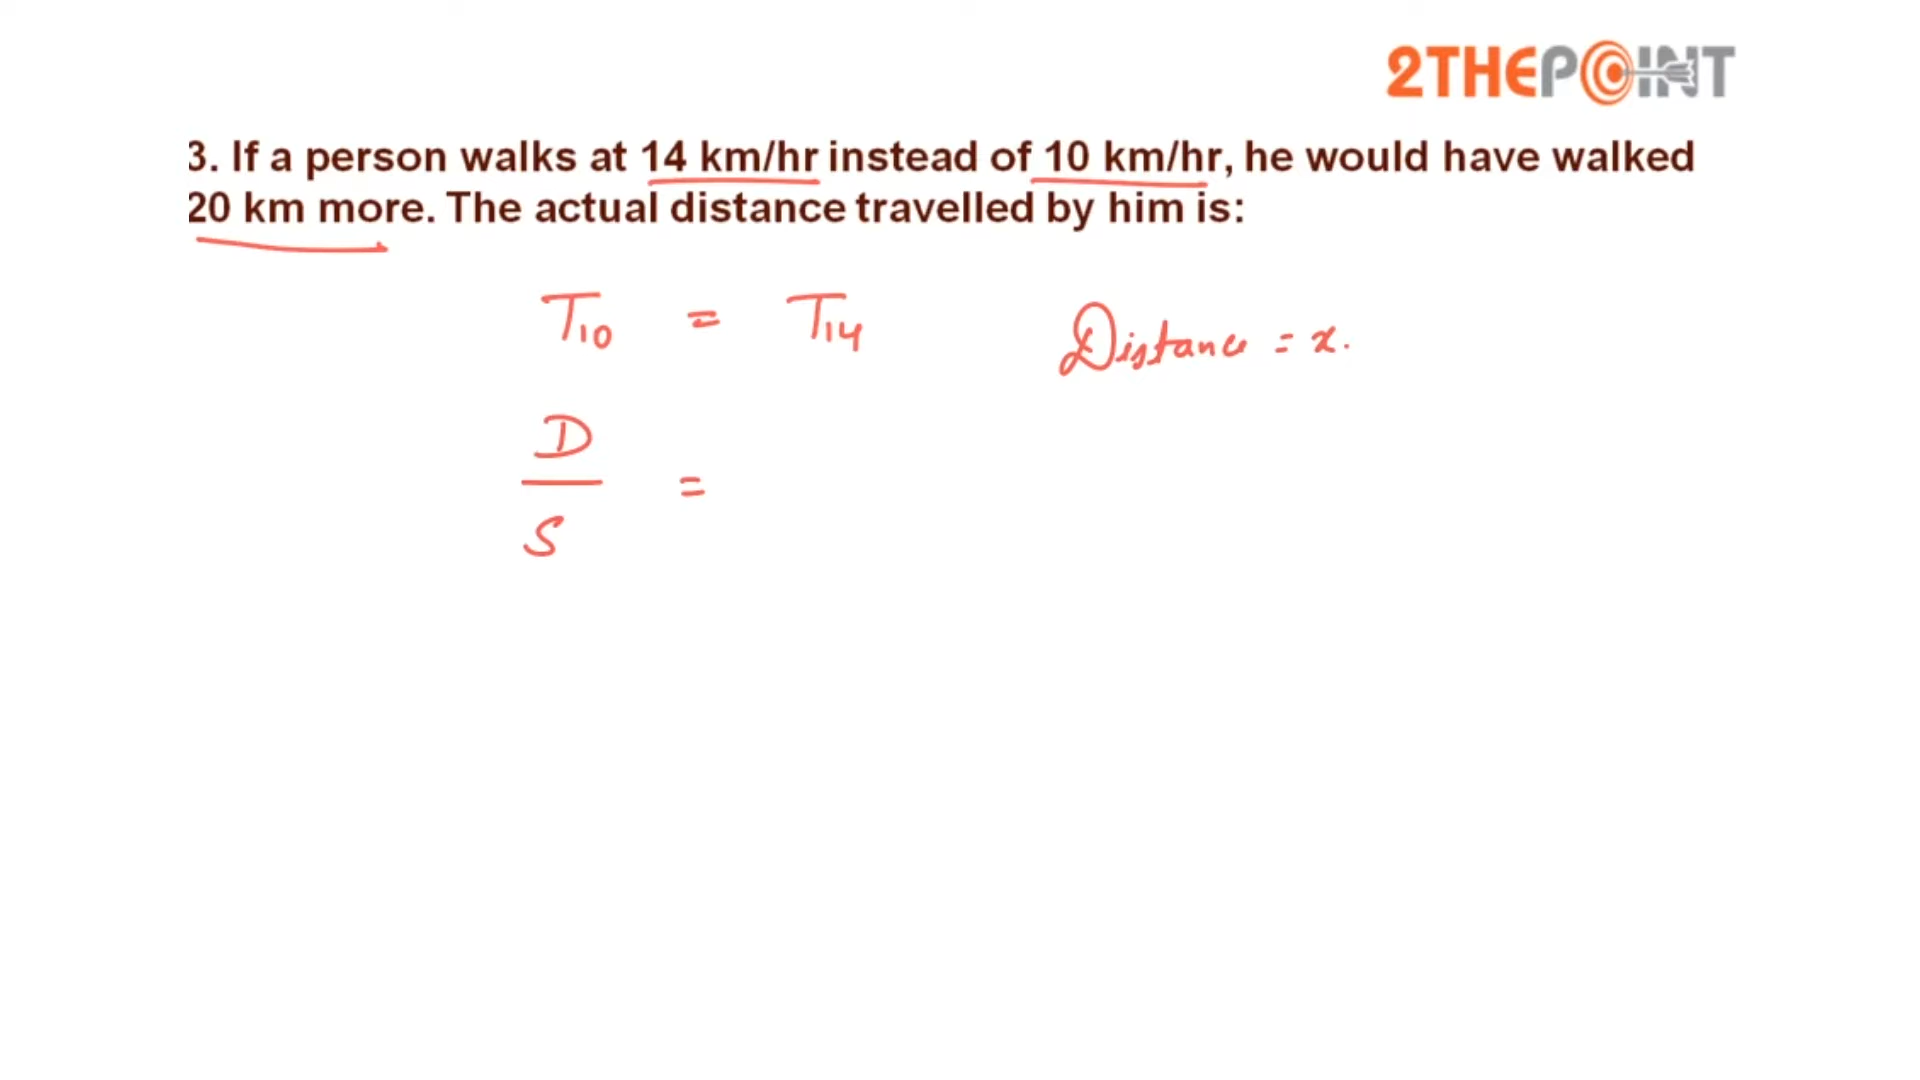 2THEPOINT
3. If a person walks at 14 km/hr instead of 10 km/hr, he would have walked
20 km more. The actual distance travelled by him is:
T10 = T14
Distance = x.
D
S
=